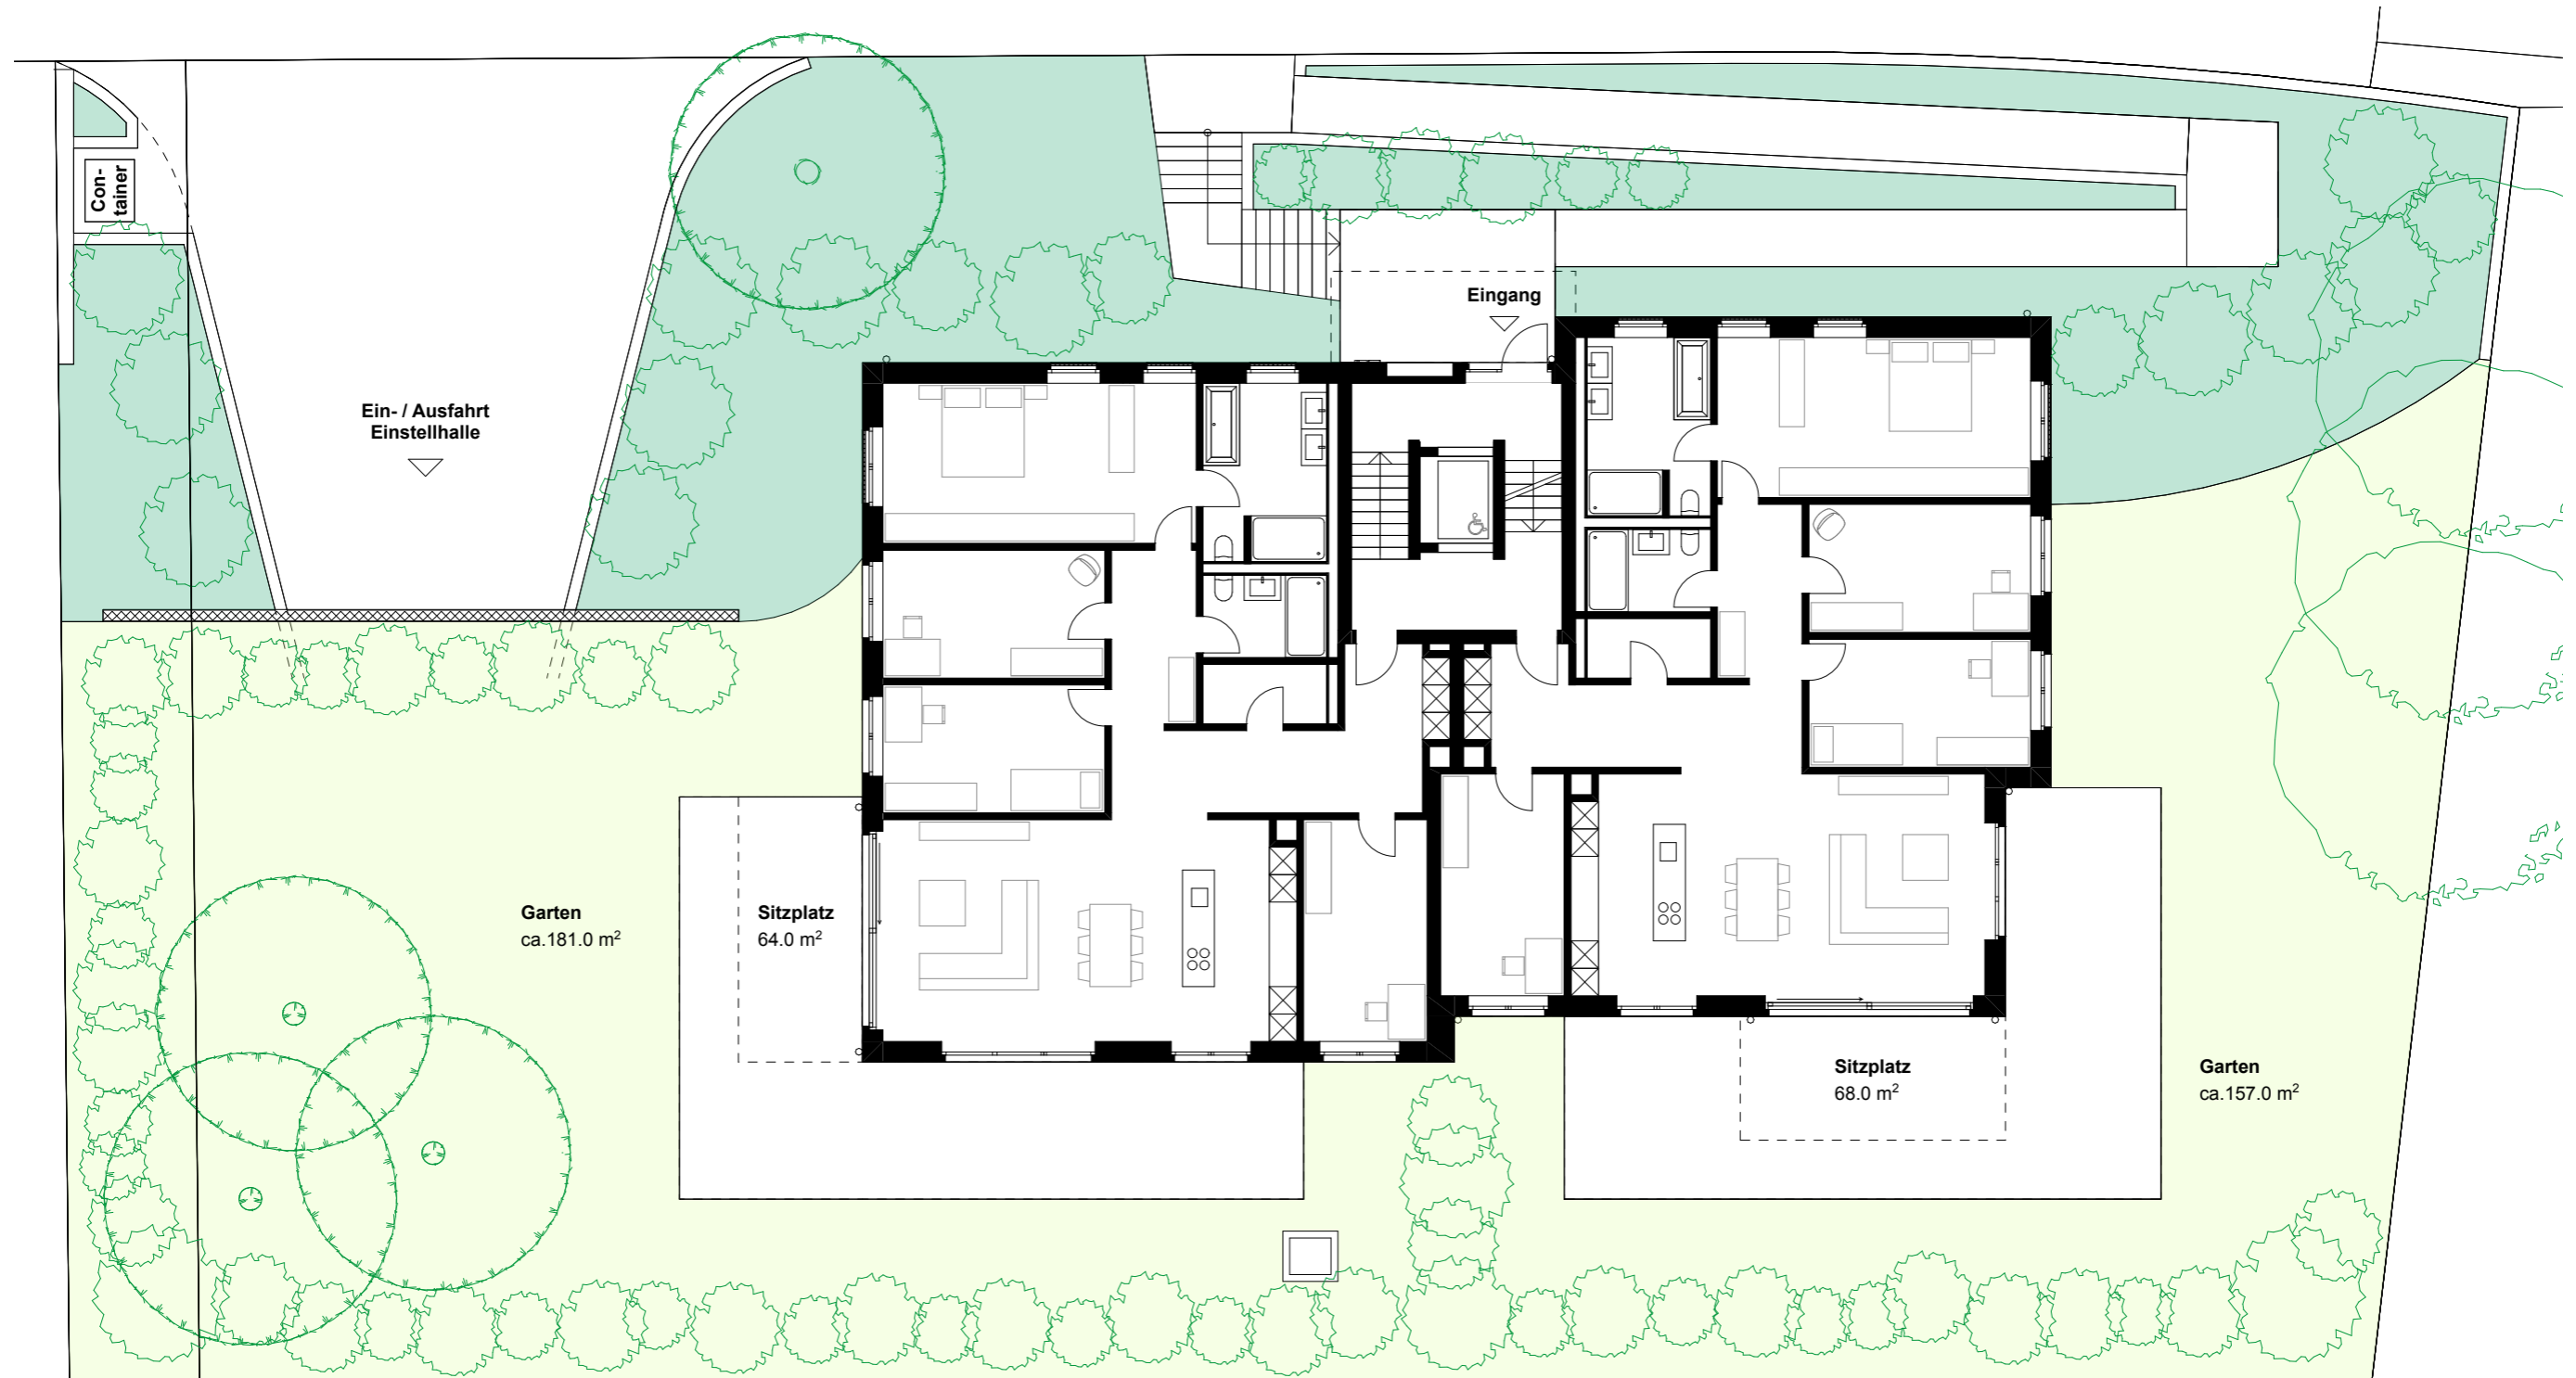 Con-
tainer
Eingang
Ein- / Ausfahrt
Einstellhalle
Garten
ca.181.0 m²
Sitzplatz
64.0 m²
Sitzplatz
68.0 m²
Garten
ca.157.0 m²